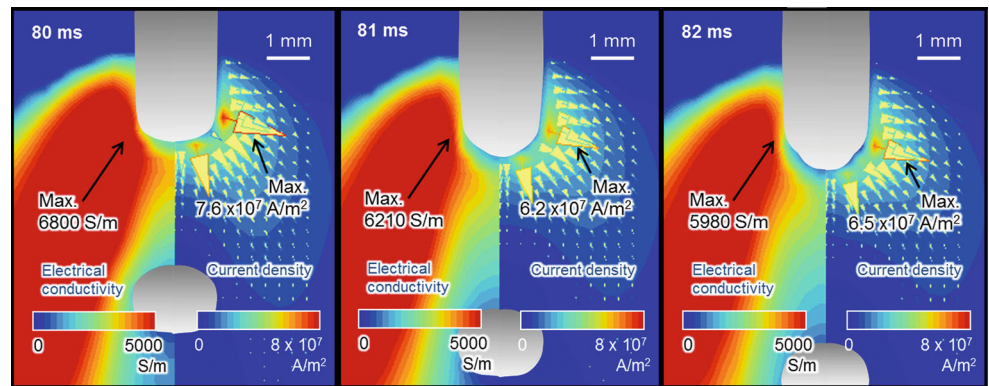 80 ms
1 mm
Max.
6800 S/m
Max.
7.6 x10⁷ A/m²
Electrical
conductivity
Current density
0
5000
S/m
0
8 x 10⁷
A/m²
81 ms
1 mm
Max.
6210 S/m
Max.
6.2 x10⁷ A/m²
Electrical
conductivity
Current density
0
5000
S/m
0
8 x 10⁷
A/m²
82 ms
1 mm
Max.
5980 S/m
Max.
6.5 x10⁷ A/m²
Electrical
conductivity
Current density
0
5000
S/m
0
8 x 10⁷
A/m²